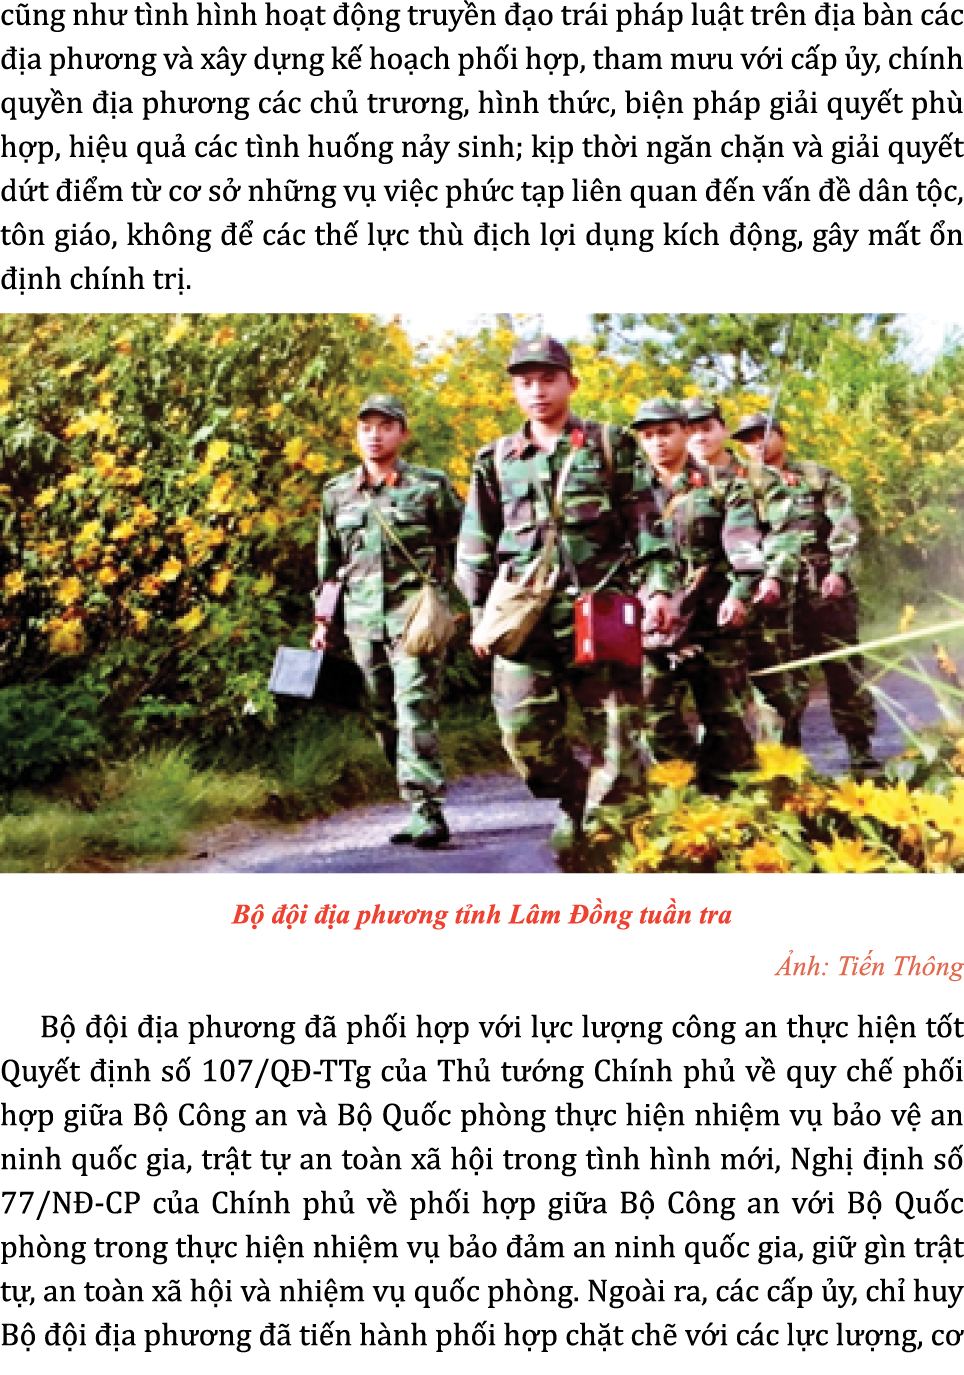 cũng như tình hình hoạt động truyền đạo trái pháp luật trên địa bàn các
địa phương và xây dựng kế hoạch phối hợp, tham mưu với cấp ủy, chính
quyền địa phương các chủ trương, hình thức, biện pháp giải quyết phù
hợp, hiệu quả các tình huống nảy sinh; kịp thời ngăn chặn và giải quyết
dứt điểm từ cơ sở những vụ việc phức tạp liên quan đến vấn đề dân tộc,
tôn giáo, không để các thế lực thù địch lợi dụng kích động, gây mất ổn
định chính trị.
Bộ đội địa phương tỉnh Lâm Đồng tuần tra
Ảnh: Tiến Thông
Bộ đội địa phương đã phối hợp với lực lượng công an thực hiện tốt
Quyết định số 107/QĐ-TTg của Thủ tướng Chính phủ về quy chế phối
hợp giữa Bộ Công an và Bộ Quốc phòng thực hiện nhiệm vụ bảo vệ an
ninh quốc gia, trật tự an toàn xã hội trong tình hình mới, Nghị định số
77/NĐ-CP của Chính phủ về phối hợp giữa Bộ Công an với Bộ Quốc
phòng trong thực hiện nhiệm vụ bảo đảm an ninh quốc gia, giữ gìn trật
tự, an toàn xã hội và nhiệm vụ quốc phòng. Ngoài ra, các cấp ủy, chỉ huy
Bộ đội địa phương đã tiến hành phối hợp chặt chẽ với các lực lượng, cơ